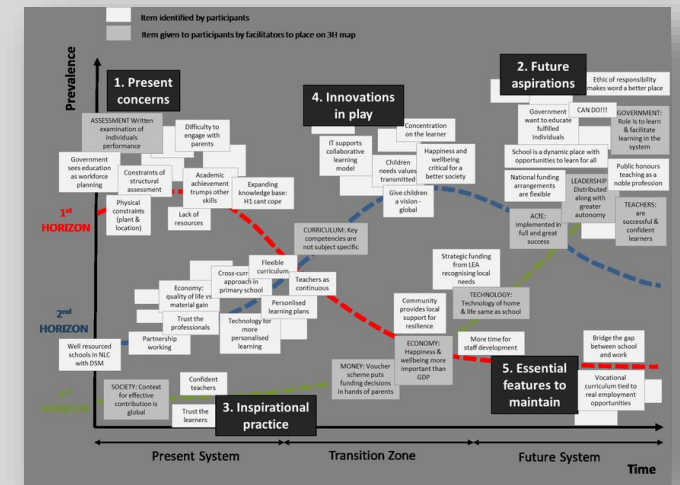 Item identified by participants
Item given to participants by facilitators to place on 3H map
Prevalence
1. Present
concerns
ASSESSMENT Written
examination of
individuals
performance
Difficulty to
engage with
parents
Government
sees education
as workforce
planning
Constraints of
structural
assessment
Academic
achievement
trumps other
skills
Expanding
knowledge base:
H1 cant cope
Physical
constraints
(plant &
location)
Lack of
resources
1st
HORIZON
4. Innovations
in play
IT supports
collaborative
learning
model
Concentration
on the learner
Children
needs values
transmitted
Happiness and
wellbeing
critical for a
better society
Give children
a vision -
global
CURRICULUM: Key
competencies are
not subject specific
2. Future
aspirations
Ethic of responsibility
makes word a better place
Government
want to educate
fulfilled
individuals
CAN DO!!!
GOVERNMENT:
Role is to learn
& facilitate
learning in the
system
School is a dynamic place with
opportunities to learn for all
Public honours
teaching as a
noble profession
National funding
arrangements
are flexible
LEADERSHIP:
Distributed
along with
greater
autonomy
TEACHERS:
are
successful &
confident
learners
ACfE:
implemented in
full and great
success
2nd
HORIZON
Cross-curr
approach in
primary school
Flexible
curriculum
Teachers as
continuous
Economy:
quality of life vs
material gain
Personalised
learning plans
Trust the
professionals
Technology for
more
personalised
learning
Partnership
working
Well resourced
schools in NLC
with DSM
Strategic funding
from LEA
recognising local
needs
TECHNOLOGY:
Technology of home
& life same as school
Community
provides local
support for
resilience
More time for
staff development
ECONOMY:
Happiness &
wellbeing more
important than
GDP
MONEY: Voucher
scheme puts
funding decisions
in hands of parents
Bridge the gap
between school
and work
5. Essential
features to
maintain
Vocational
curriculum tied to
real employment
opportunities
SOCIETY: Context
for effective
contribution is
global
Confident
teachers
Trust the
learners
3. Inspirational
practice
Present System
Transition Zone
Future System
Time